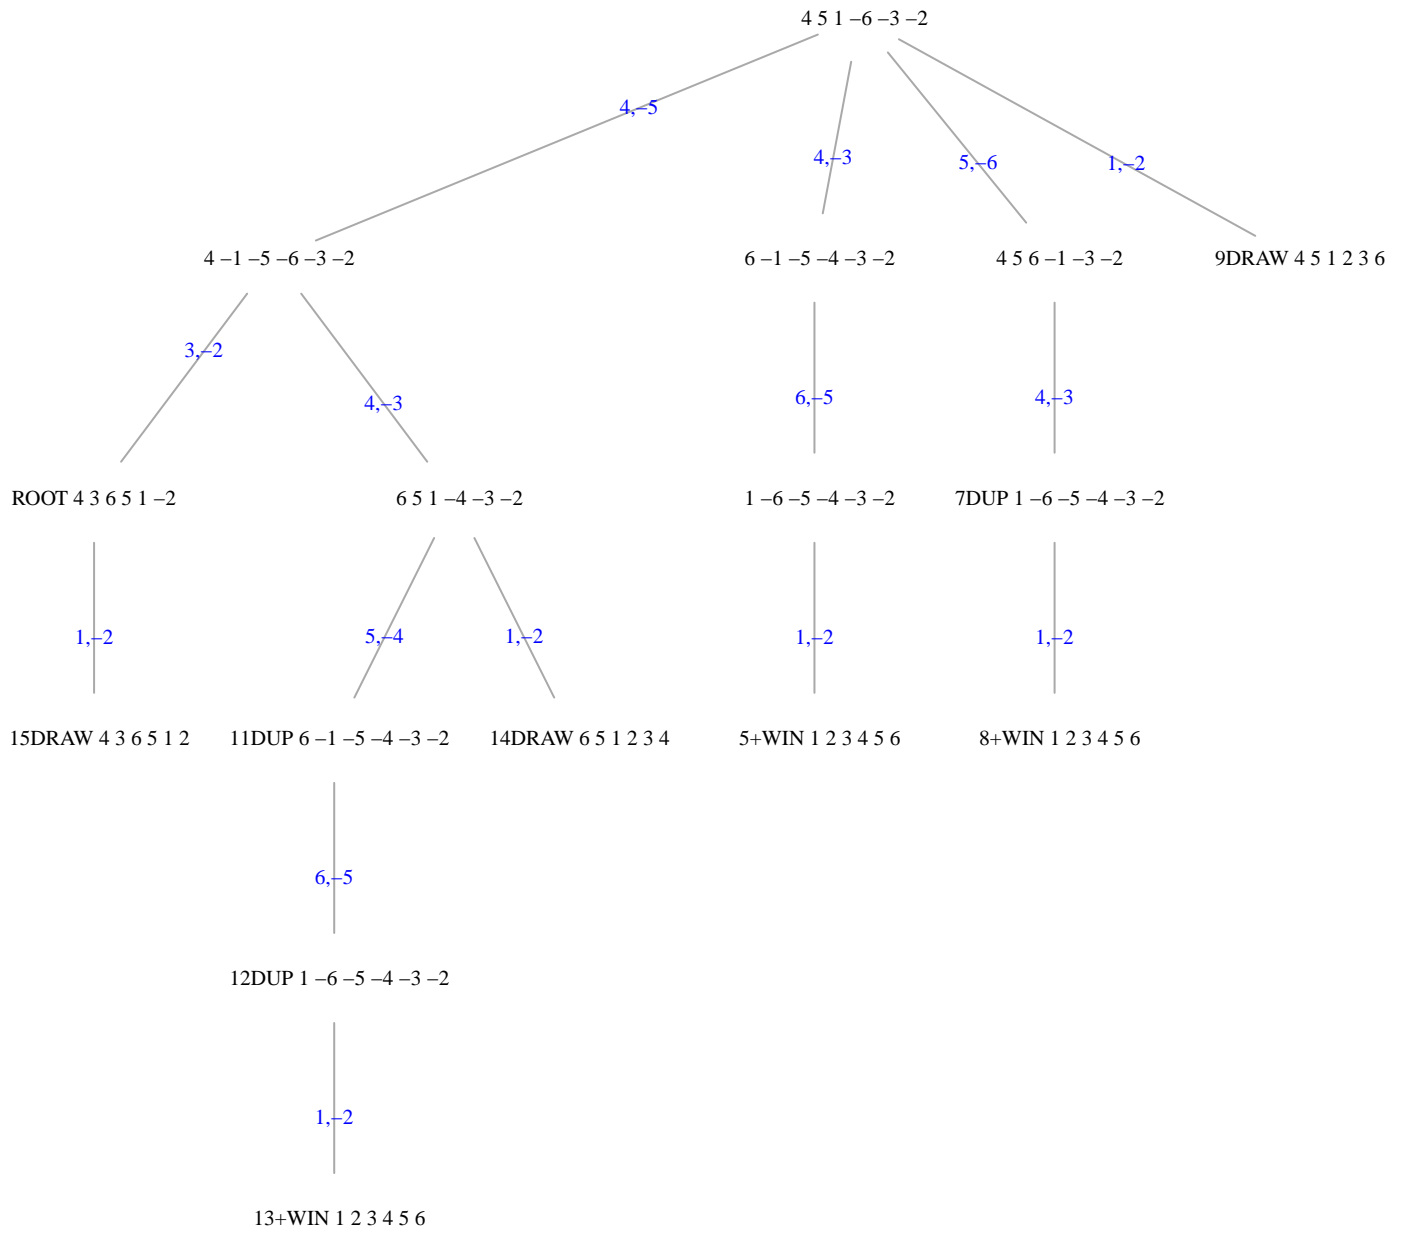 4 5 1 –6 –3 –2
4,–5
4,–3
5,–6
1,–2
4 –1 –5 –6 –3 –2
6 –1 –5 –4 –3 –2
4 5 6 –1 –3 –2
9DRAW 4 5 1 2 3 6
3,–2
4,–3
6,–5
4,–3
ROOT 4 3 6 5 1 –2
6 5 1 –4 –3 –2
1 –6 –5 –4 –3 –2
7DUP 1 –6 –5 –4 –3 –2
1,–2
5,–4
1,–2
1,–2
1,–2
15DRAW 4 3 6 5 1 2
11DUP 6 –1 –5 –4 –3 –2
14DRAW 6 5 1 2 3 4
5+WIN 1 2 3 4 5 6
8+WIN 1 2 3 4 5 6
6,–5
12DUP 1 –6 –5 –4 –3 –2
1,–2
13+WIN 1 2 3 4 5 6